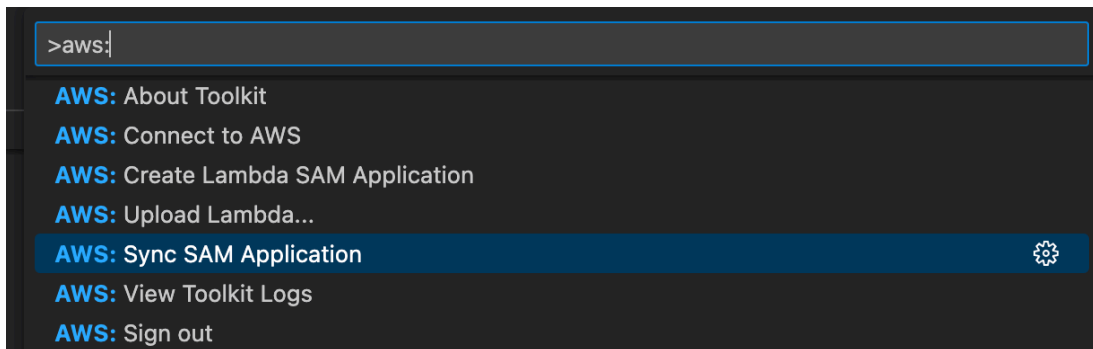 >aws:
AWS: About Toolkit
AWS: Connect to AWS
AWS: Create Lambda SAM Application
AWS: Upload Lambda...
AWS: Sync SAM Application
AWS: View Toolkit Logs
AWS: Sign out